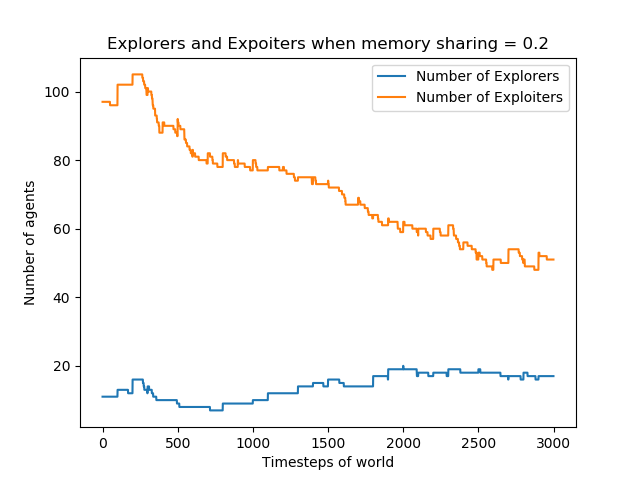 Explorers and Expoiters when memory sharing = 0.2
Number of Explorers
Number of Exploiters
Number of agents
100
80
60
40
20
0 500 1000 1500 2000 2500 3000
Timesteps of world